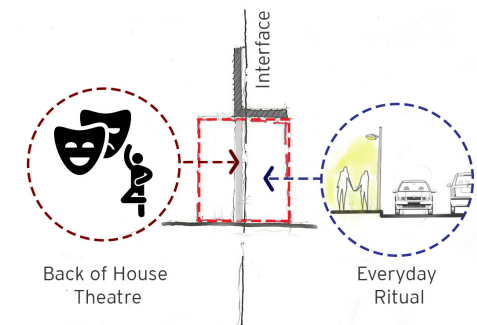 Interface
Back of House
Theatre
Everyday
Ritual